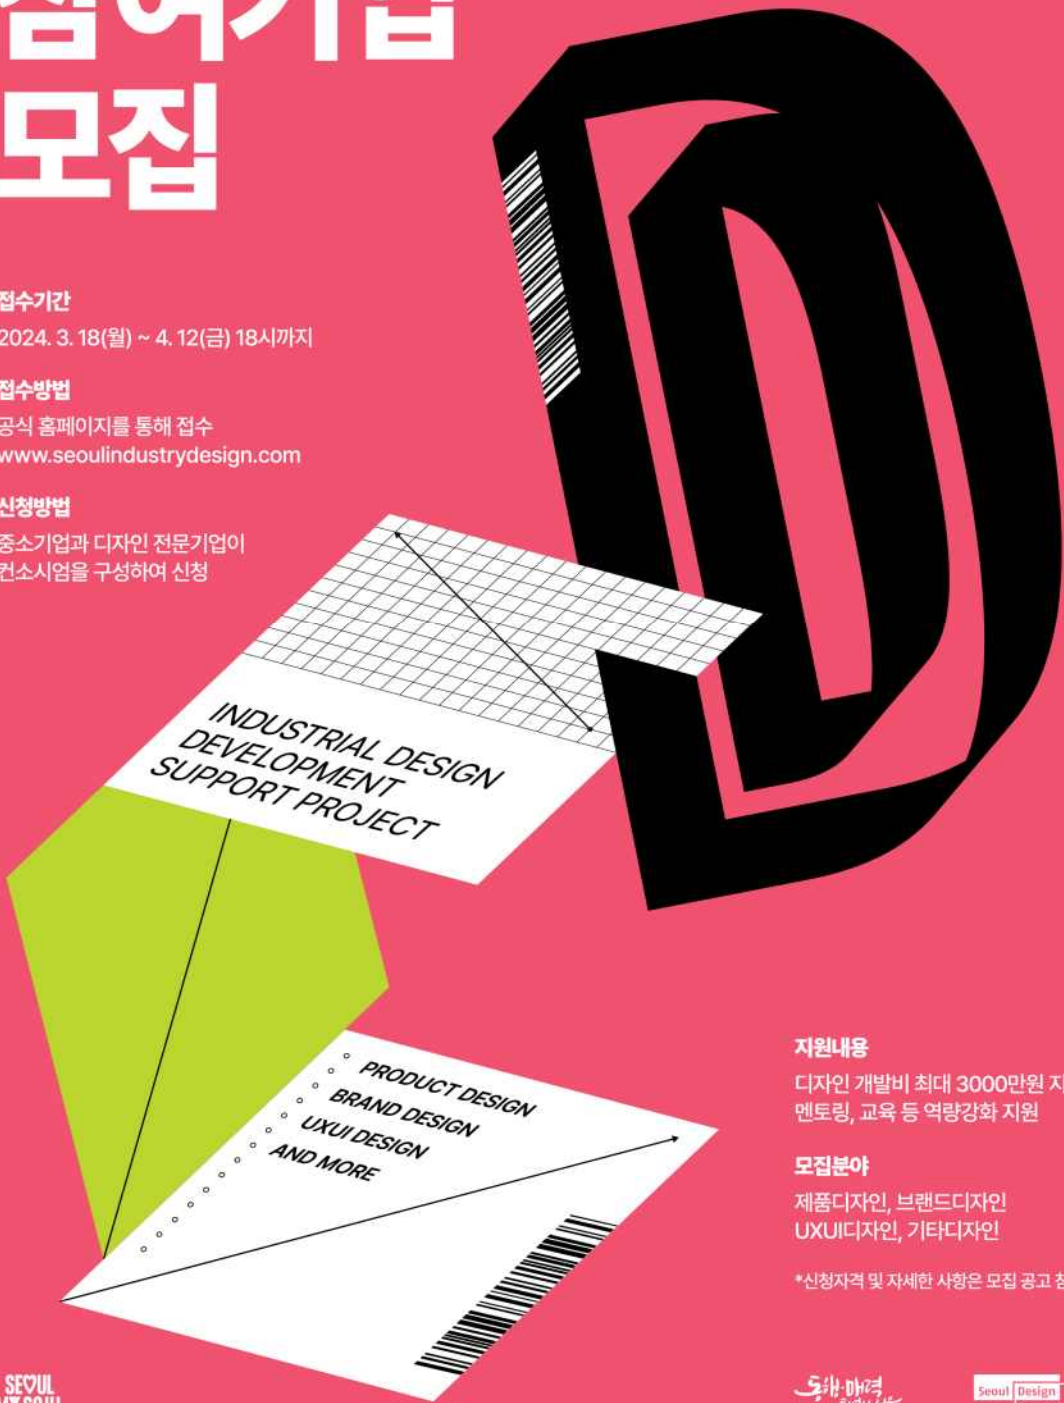 참여기업
모집
접수기간
2024. 3. 18(월) ~ 4. 12(금) 18시까지
접수방법
공식 홈페이지를 통해 접수
www.seoulindustrydesign.com
신청방법
중소기업과 디자인 전문기업이
컨소시엄을 구성하여 신청
INDUSTRIAL DESIGN
DEVELOPMENT
SUPPORT PROJECT
PRODUCT DESIGN
BRAND DESIGN
UXUI DESIGN
AND MORE
지원내용
디자인 개발비 최대 3000만원
멘토링, 교육 등 역량강화 지원
모집분야
제품디자인, 브랜드디자인
UXUI디자인, 기타디자인
*신청자격 및 자세한 사항은 모집 공고
SEOUL
동행·매력
Seoul Design